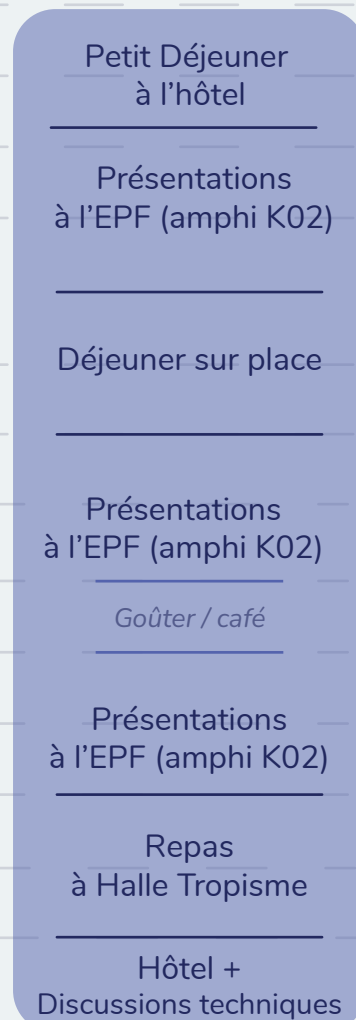 Petit Déjeuner
à l’hôtel
Présentations
à l’EPF (amphi K02)
Déjeuner sur place
Présentations
à l’EPF (amphi K02)
Goûter / café
Présentations
à l’EPF (amphi K02)
Repas
à Halle Tropisme
Hôtel +
Discussions techniques